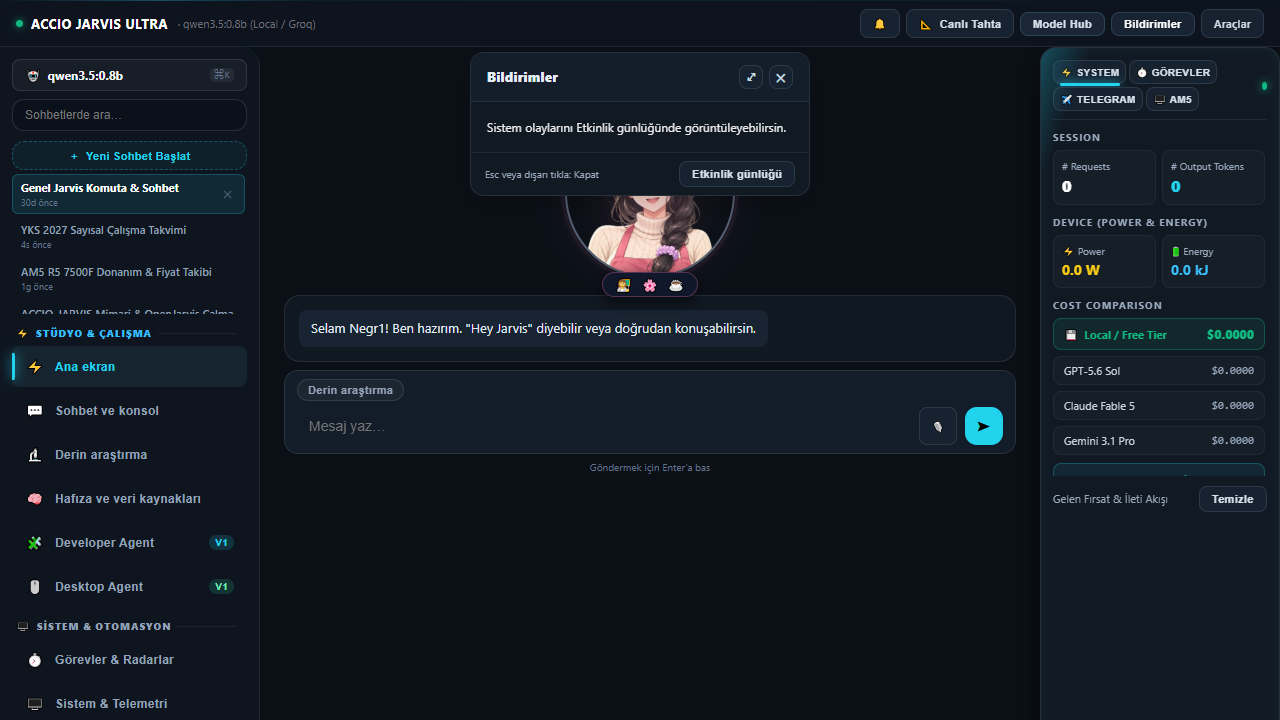 ACCIO JARVIS ULTRA · qwen3.5:0.8b (Local / Groq)
Canlı Tahta
Model Hub
Bildirimler
Araçlar
qwen3.5:0.8b ⌘K
Sohbetlerde ara...
+ Yeni Sohbet Başlat
Genel Jarvis Komuta & Sohbet
30d önce
YKS 2027 Sayısal Çalışma Takvimi
4s önce
AM5 R5 7500F Donanım & Fiyat Takibi
1g önce
STÜDYO & ÇALIŞMA
Ana ekran
Sohbet ve konsol
Derin araştırma
Hafıza ve veri kaynakları
Developer Agent V1
Desktop Agent V1
SİSTEM & OTOMASYON
Görevler & Radarlar
Sistem & Telemetri
Bildirimler
Sistem olaylarını Etkinlik günlüğünde görüntüleyebilirsin.
Esc veya dışarı tıkla: Kapat
Etkinlik günlüğü
Selam Negr1! Ben hazırım. "Hey Jarvis" diyebilir veya doğrudan konuşabilirsin.
Derin araştırma
Mesaj yaz...
Göndermek için Enter'a bas
SYSTEM
GÖREVLER
TELEGRAM
AM5
SESSION
# Requests
0
# Output Tokens
0
DEVICE (POWER & ENERGY)
Power
0.0 W
Energy
0.0 kJ
COST COMPARISON
Local / Free Tier $0.0000
GPT-5.6 Sol $0.0000
Claude Fable 5 $0.0000
Gemini 3.1 Pro $0.0000
Gelen Fırsat & İleti Akışı
Temizle